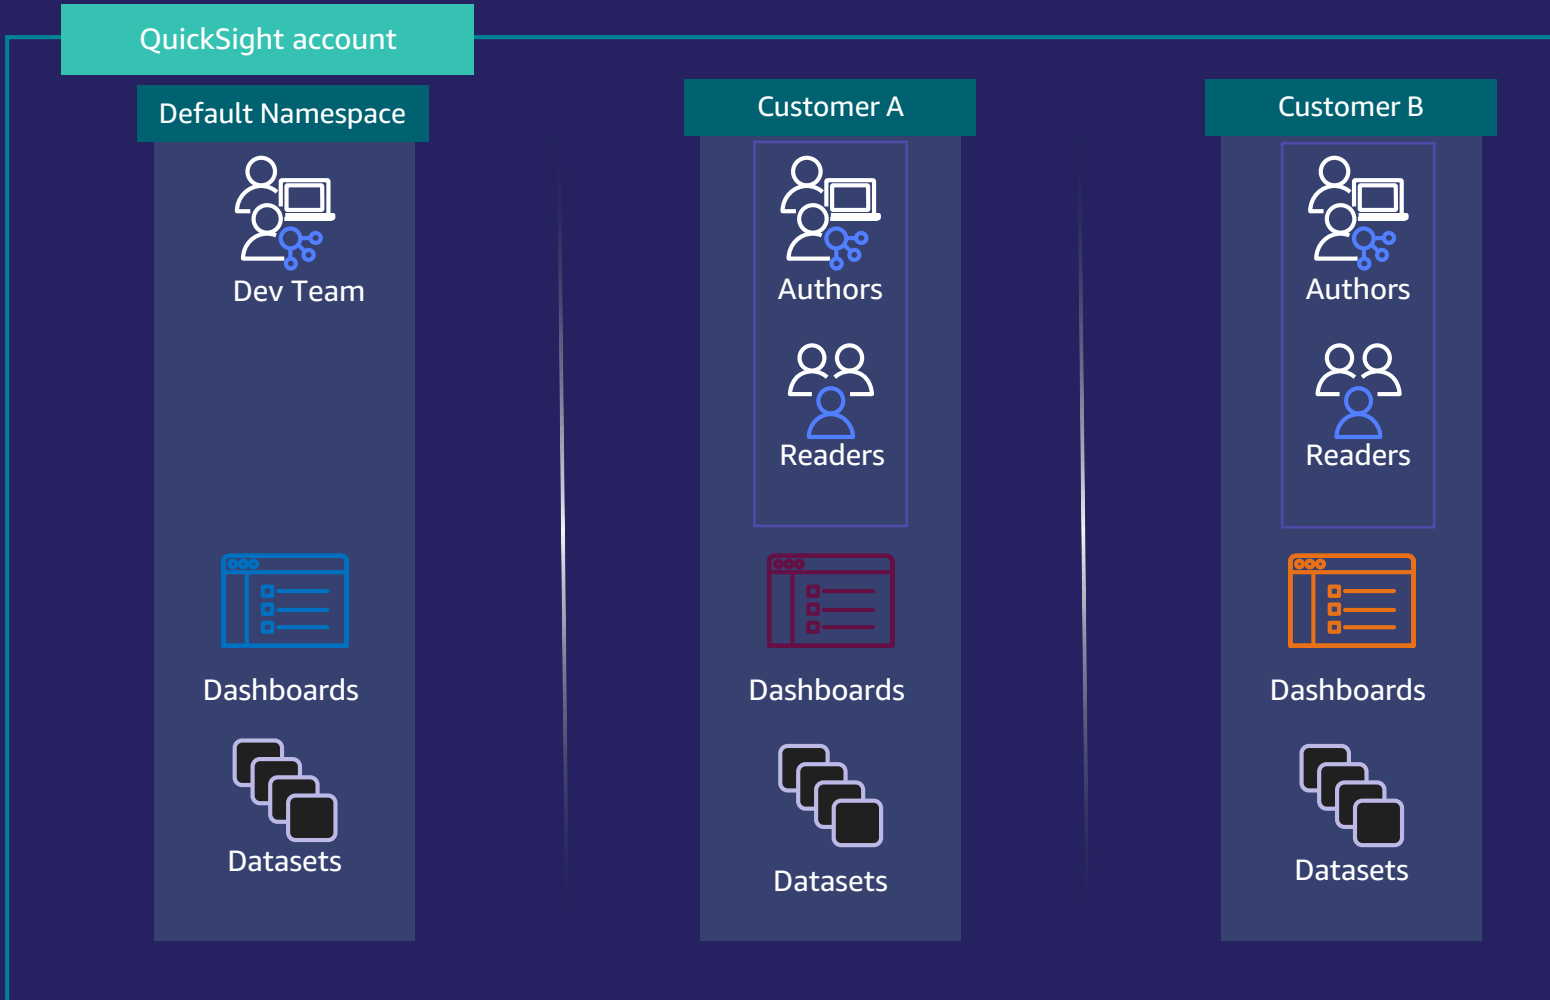 QuickSight account
Default Namespace
Dev Team
Dashboards
Datasets
Customer A
Authors
Readers
Dashboards
Datasets
Customer B
Authors
Readers
Dashboards
Datasets